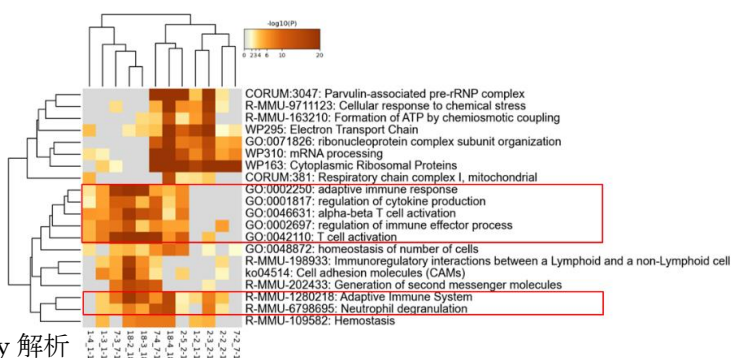 -log10(P)
0 2 3 4 6 10 20
CORUM:3047: Parvulin-associated pre-rRNP complex
R-MMU-9711123: Cellular response to chemical stress
R-MMU-163210: Formation of ATP by chemiosmotic coupling
WP295: Electron Transport Chain
GO:0071826: ribonucleoprotein complex subunit organization
WP310: mRNA processing
WP163: Cytoplasmic Ribosomal Proteins
CORUM:381: Respiratory chain complex I, mitochondrial
GO:0002250: adaptive immune response
GO:0001817: regulation of cytokine production
GO:0046631: alpha-beta T cell activation
GO:0002697: regulation of immune effector process
GO:0042110: T cell activation
GO:0048872: homeostasis of number of cells
R-MMU-198933: Immunoregulatory interactions between a Lymphoid and a non-Lymphoid cell
ko04514: Cell adhesion molecules (CAMs)
R-MMU-202433: Generation of second messenger molecules
R-MMU-1280218: Adaptive Immune System
R-MMU-6798695: Neutrophil degranulation
R-MMU-109582: Hemostasis
y 解析